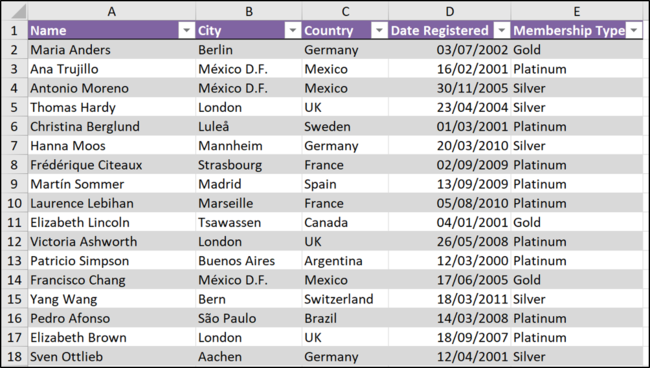 A B C D E
1 Name City Country Date Registered Membership Type
2 Maria Anders Berlin Germany 03/07/2002 Gold
3 Ana Trujillo México D.F. Mexico 16/02/2001 Platinum
4 Antonio Moreno México D.F. Mexico 30/11/2005 Silver
5 Thomas Hardy London UK 23/04/2004 Silver
6 Christina Berglund Luleå Sweden 01/03/2001 Platinum
7 Hanna Moos Mannheim Germany 20/03/2010 Silver
8 Frédérique Citeaux Strasbourg France 02/09/2009 Platinum
9 Martín Sommer Madrid Spain 13/09/2009 Platinum
10 Laurence Lebihan Marseille France 05/08/2010 Platinum
11 Elizabeth Lincoln Tsawassen Canada 04/01/2001 Gold
12 Victoria Ashworth London UK 26/05/2008 Platinum
13 Patricio Simpson Buenos Aires Argentina 12/03/2000 Platinum
14 Francisco Chang México D.F. Mexico 17/06/2005 Gold
15 Yang Wang Bern Switzerland 18/03/2011 Silver
16 Pedro Afonso São Paulo Brazil 14/03/2008 Platinum
17 Elizabeth Brown London UK 18/09/2007 Platinum
18 Sven Ottlieb Aachen Germany 12/04/2001 Silver